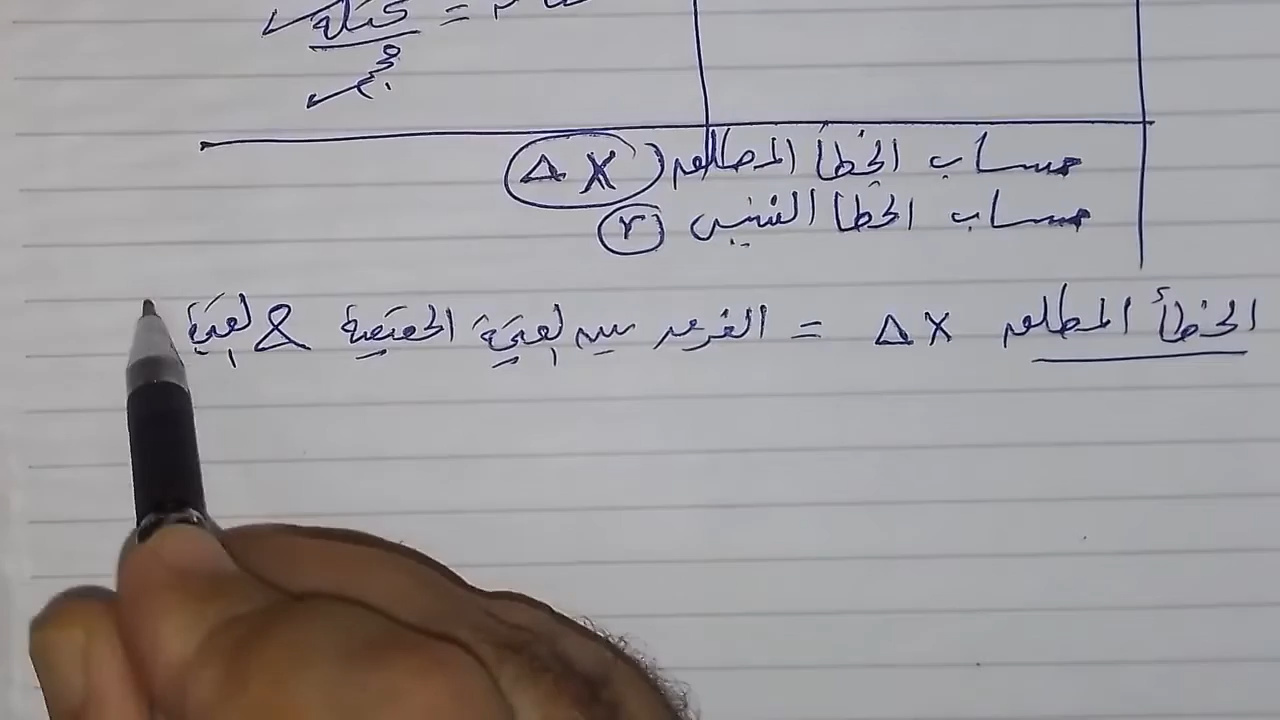 = كتلة
حجم
حساب الخطأ المطلق (ΔX)
حساب الخطأ النسبي (r)
الخطأ المطلق ΔX = الفرق بين القيمة الحقيقية & القيمة